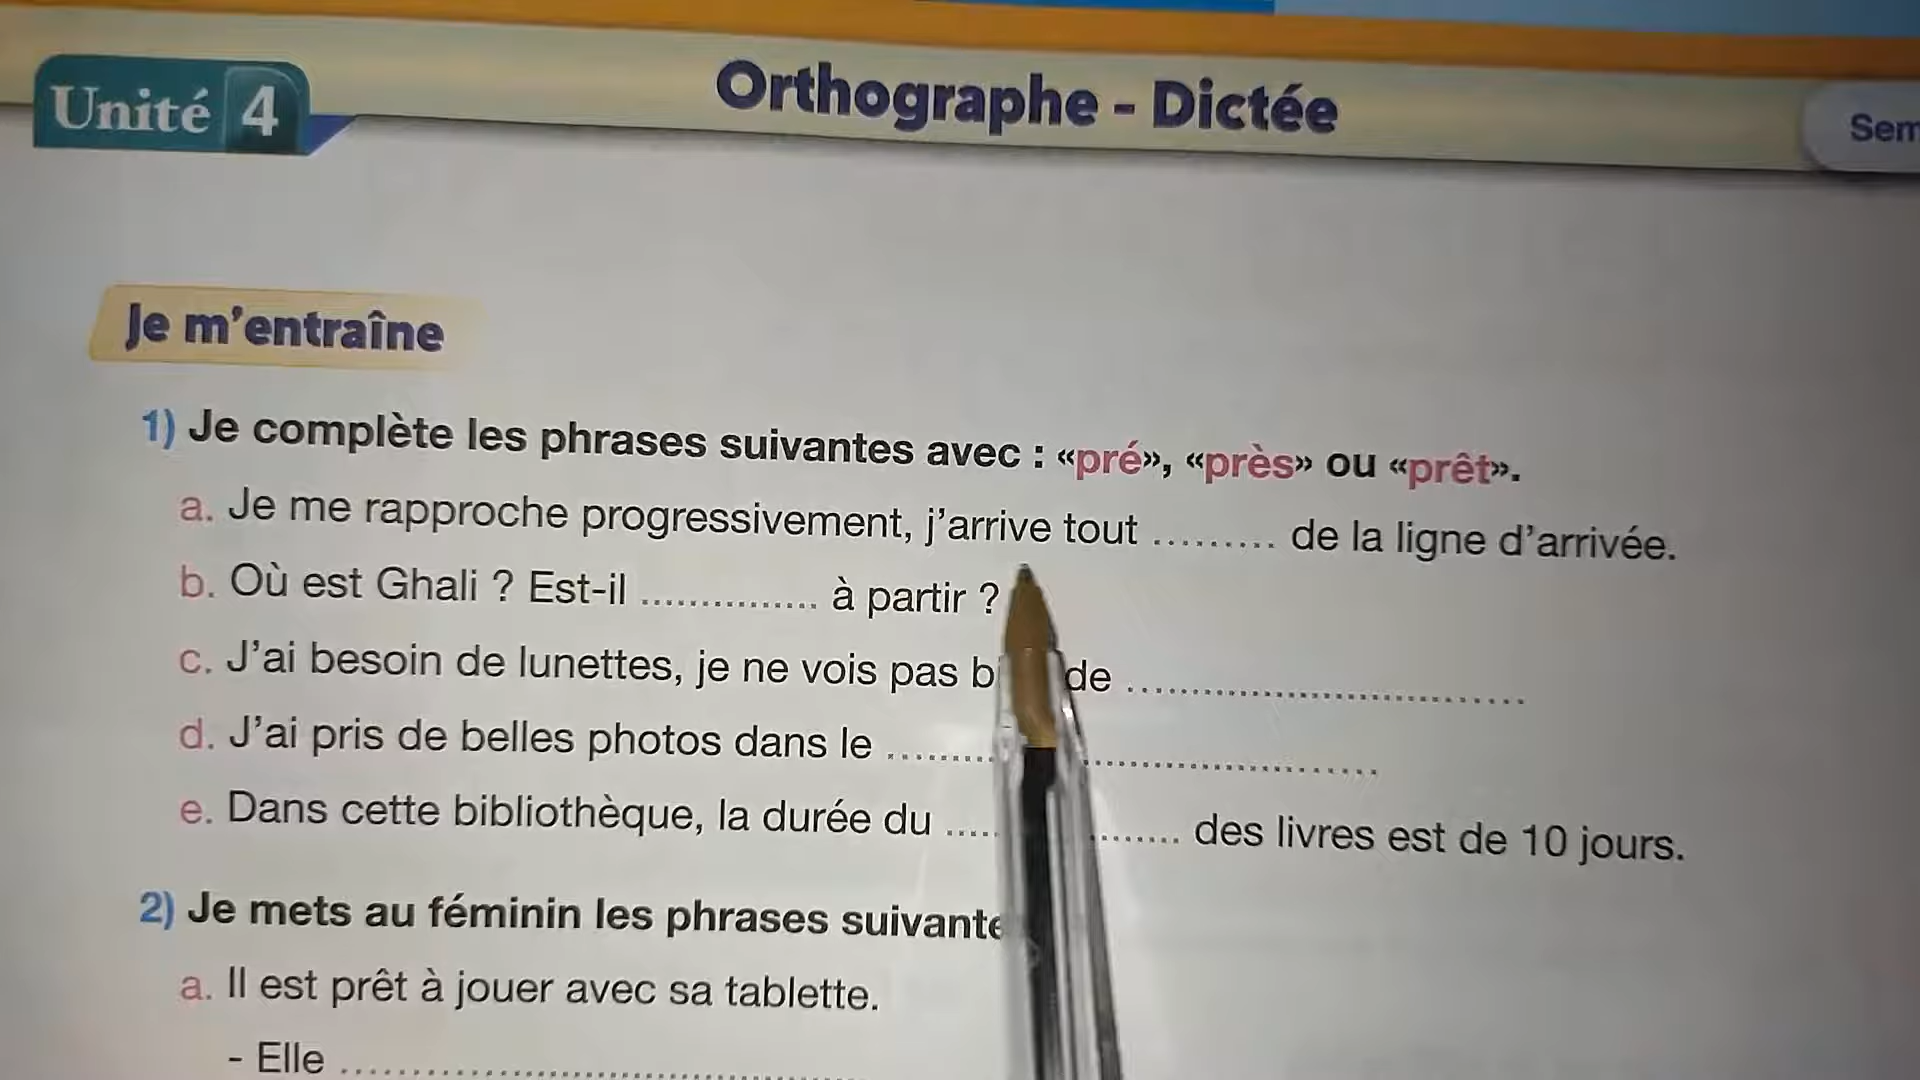 Unité 4
Orthographe - Dictée
Je m'entraîne
1) Je complète les phrases suivantes avec : «pré», «près» ou «prêt».
a. Je me rapproche progressivement, j'arrive tout ......... de la ligne d'arrivée.
b. Où est Ghali ? Est-il .............. à partir ?
c. J'ai besoin de lunettes, je ne vois pas de ..............................
d. J'ai pris de belles photos dans le ....................................
e. Dans cette bibliothèque, la durée du ................. des livres est de 10 jours.
2) Je mets au féminin les phrases
a. Il est prêt à jouer avec sa tablette.
- Elle ........................................